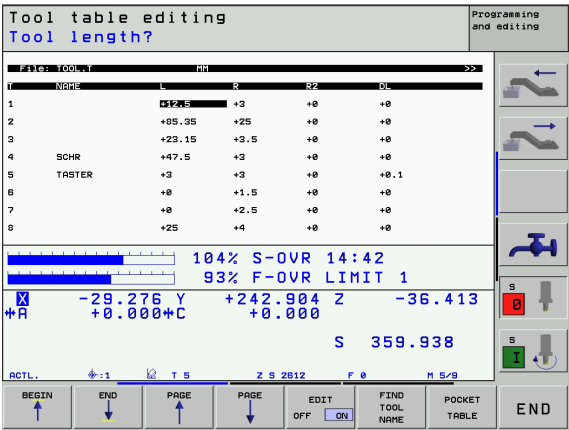 Tool table editing
Tool length?
Programming
and editing
File: TOOL.T MM >>
T NAME L R R2 DL
1 +12.5 +3 +0 +0
2 +85.35 +25 +0 +0
3 +23.15 +3.5 +0 +0
4 SCHR +47.5 +3 +0 +0
5 TASTER +3 +3 +0 +0.1
6 +0 +1.5 +0 +0
7 +0 +2.5 +0 +0
8 +25 +4 +0 +0
104% S-OVR 14:42
93% F-OVR LIMIT 1
X -29.276 Y +242.904 Z -36.413
A +0.000 C +0.000
S 359.938
ACTL. :1 T 5 Z S 2612 F 0 M 5/9
S
0
S
I
BEGIN
END
PAGE
PAGE
EDIT
OFF ON
FIND
TOOL
NAME
POCKET
TABLE
END